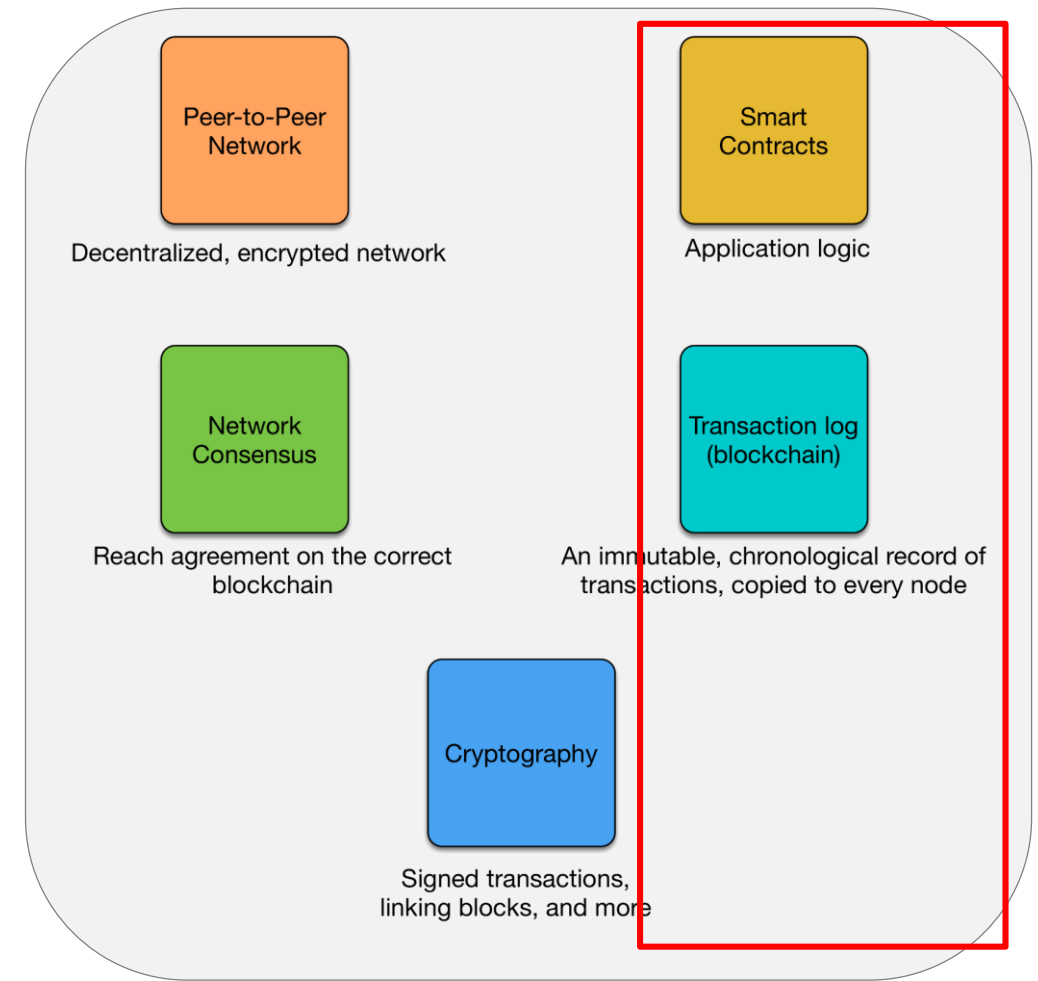 Peer-to-Peer
Network
Decentralized, encrypted network
Smart
Contracts
Application logic
Network
Consensus
Reach agreement on the correct
blockchain
Transaction log
(blockchain)
An immutable, chronological record of
transactions, copied to every node
Cryptography
Signed transactions,
linking blocks, and more